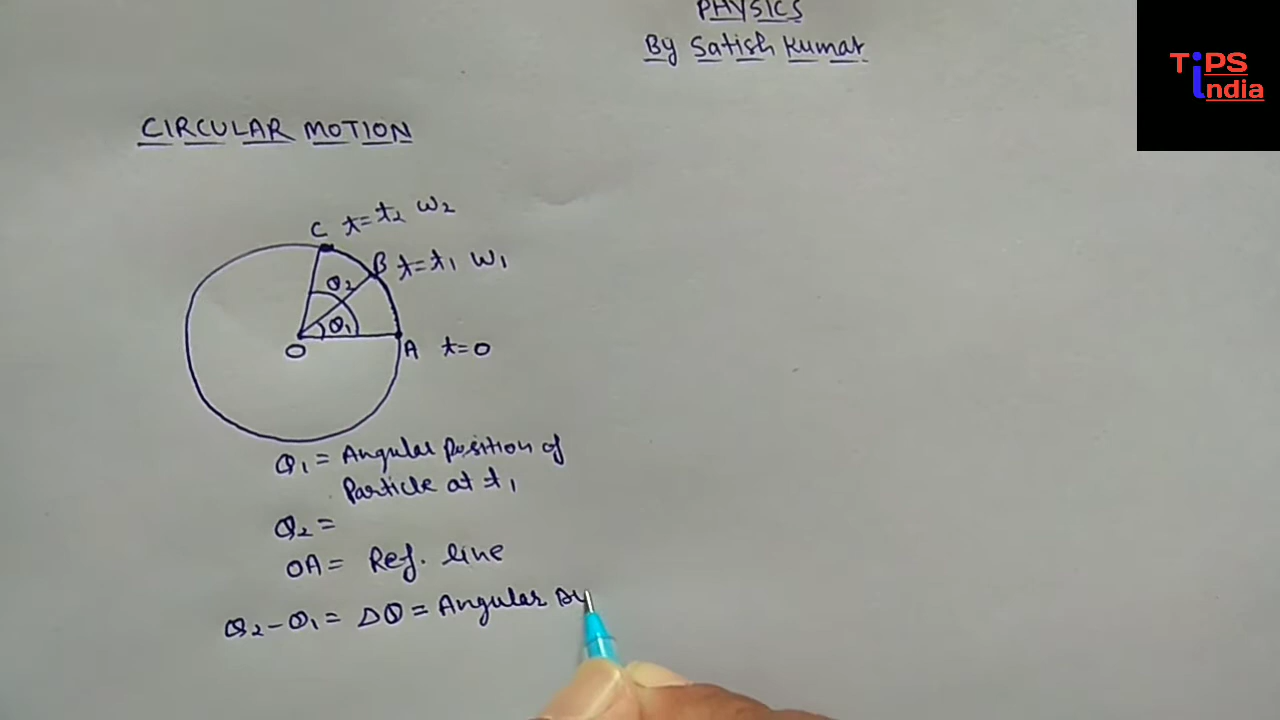 PHYSICS
By Satish Kumar
TiPS
India
CIRCULAR MOTION
C t=t2 ω2
B t=t1 ω1
θ2
θ1
O
A t=0
θ1 = Angular Position of
Particle at t1
θ2 =
OA = Ref. line
θ2-θ1 = Δθ = Angular